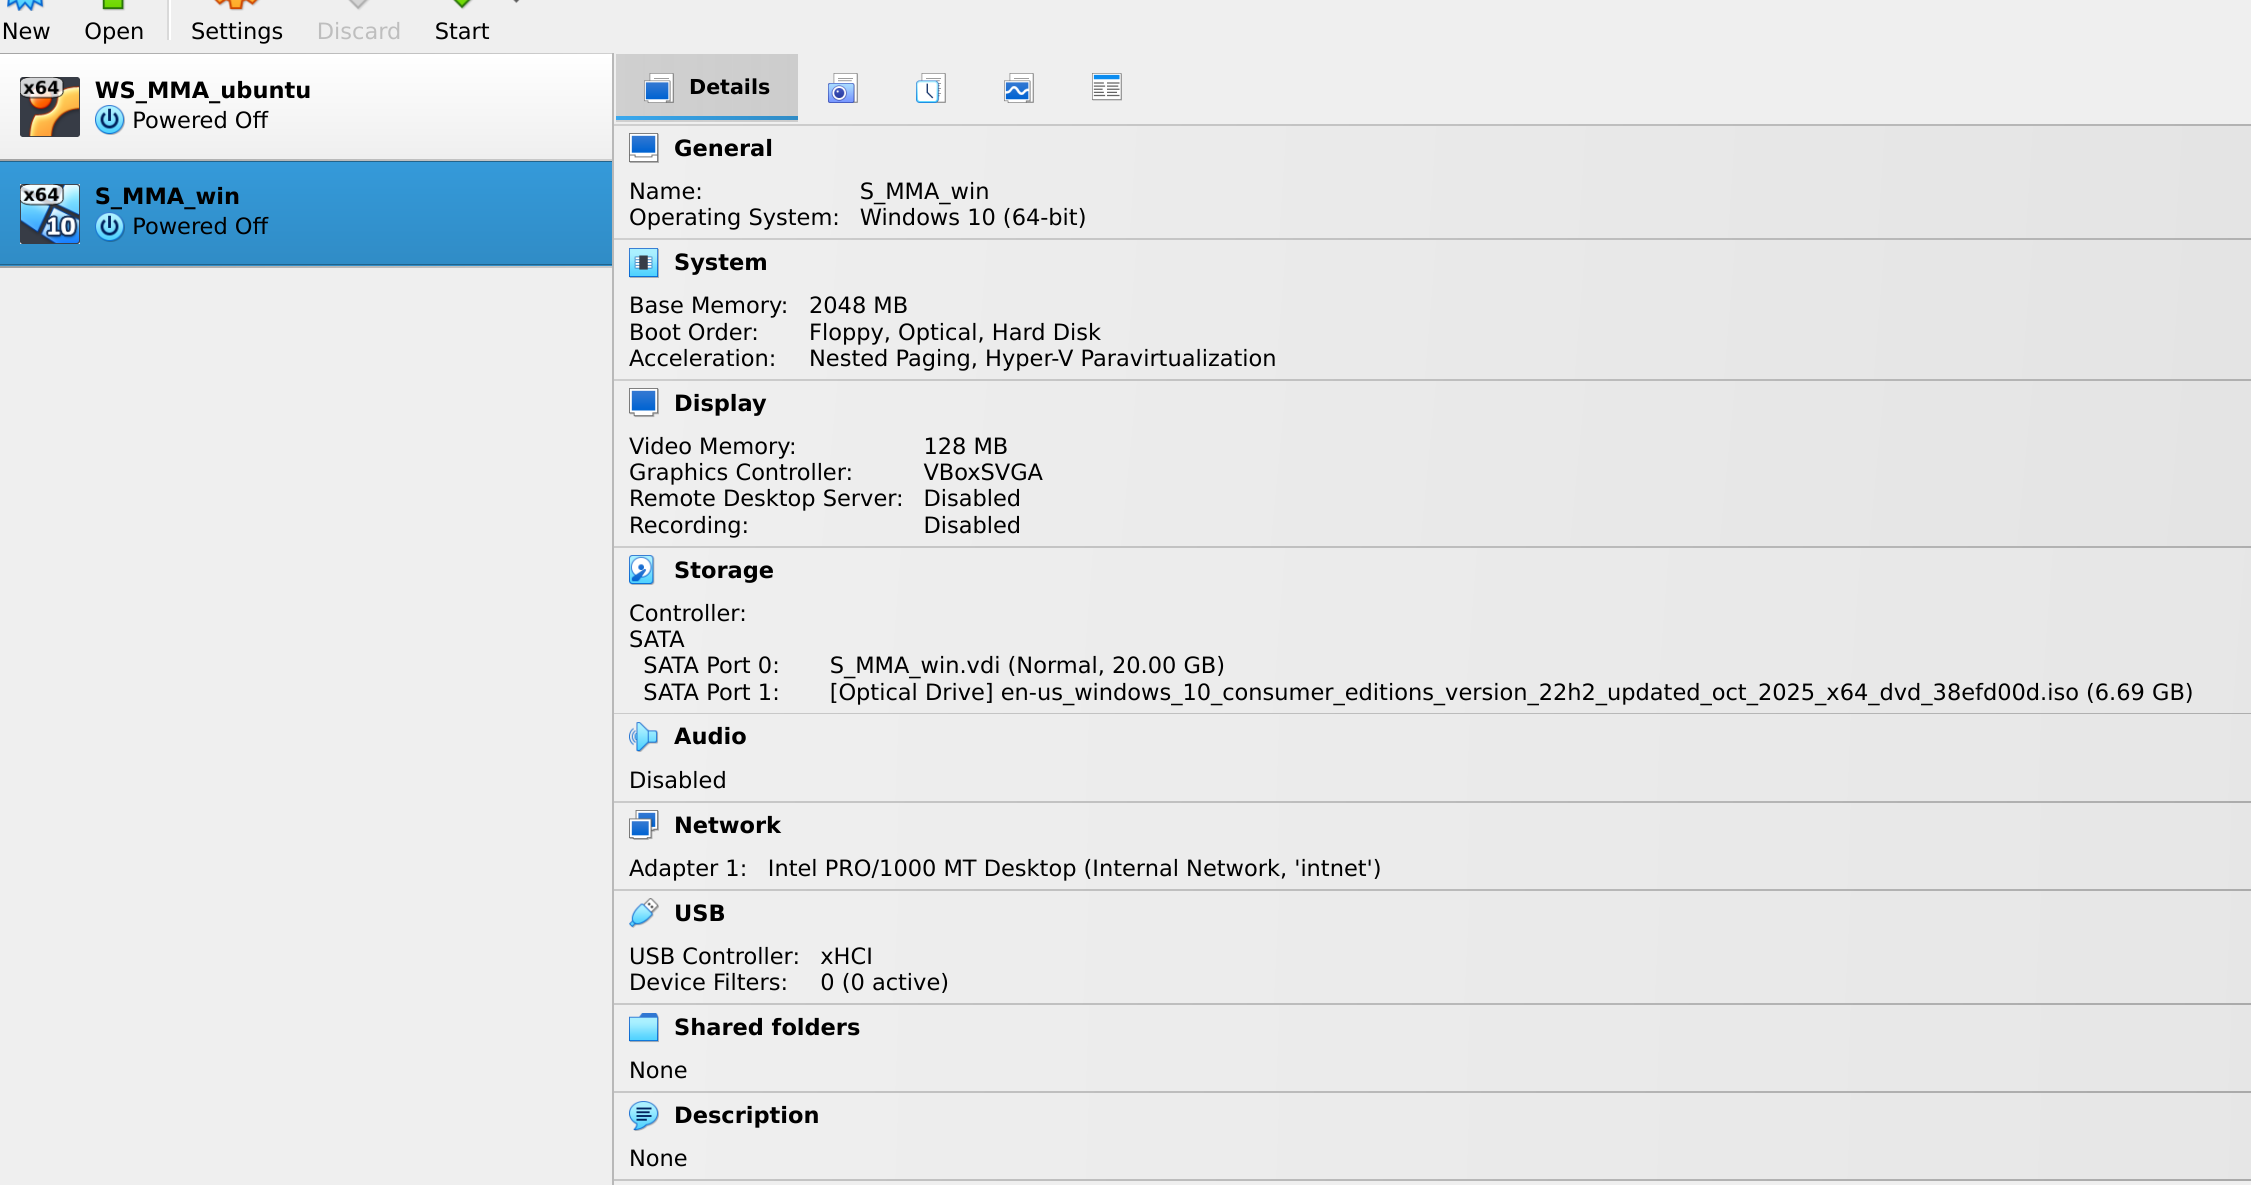 New Open Settings Discard Start
x64 WS_MMA_ubuntu
Powered Off
x64 10 S_MMA_win
Powered Off
Details
General
Name: S_MMA_win
Operating System: Windows 10 (64-bit)
System
Base Memory: 2048 MB
Boot Order: Floppy, Optical, Hard Disk
Acceleration: Nested Paging, Hyper-V Paravirtualization
Display
Video Memory: 128 MB
Graphics Controller: VBoxSVGA
Remote Desktop Server: Disabled
Recording: Disabled
Storage
Controller:
SATA
SATA Port 0: S_MMA_win.vdi (Normal, 20.00 GB)
SATA Port 1: [Optical Drive] en-us_windows_10_consumer_editions_version_22h2_updated_oct_2025_x64_dvd_38efd00d.iso (6.69 GB)
Audio
Disabled
Network
Adapter 1: Intel PRO/1000 MT Desktop (Internal Network, 'intnet')
USB
USB Controller: xHCI
Device Filters: 0 (0 active)
Shared folders
None
Description
None